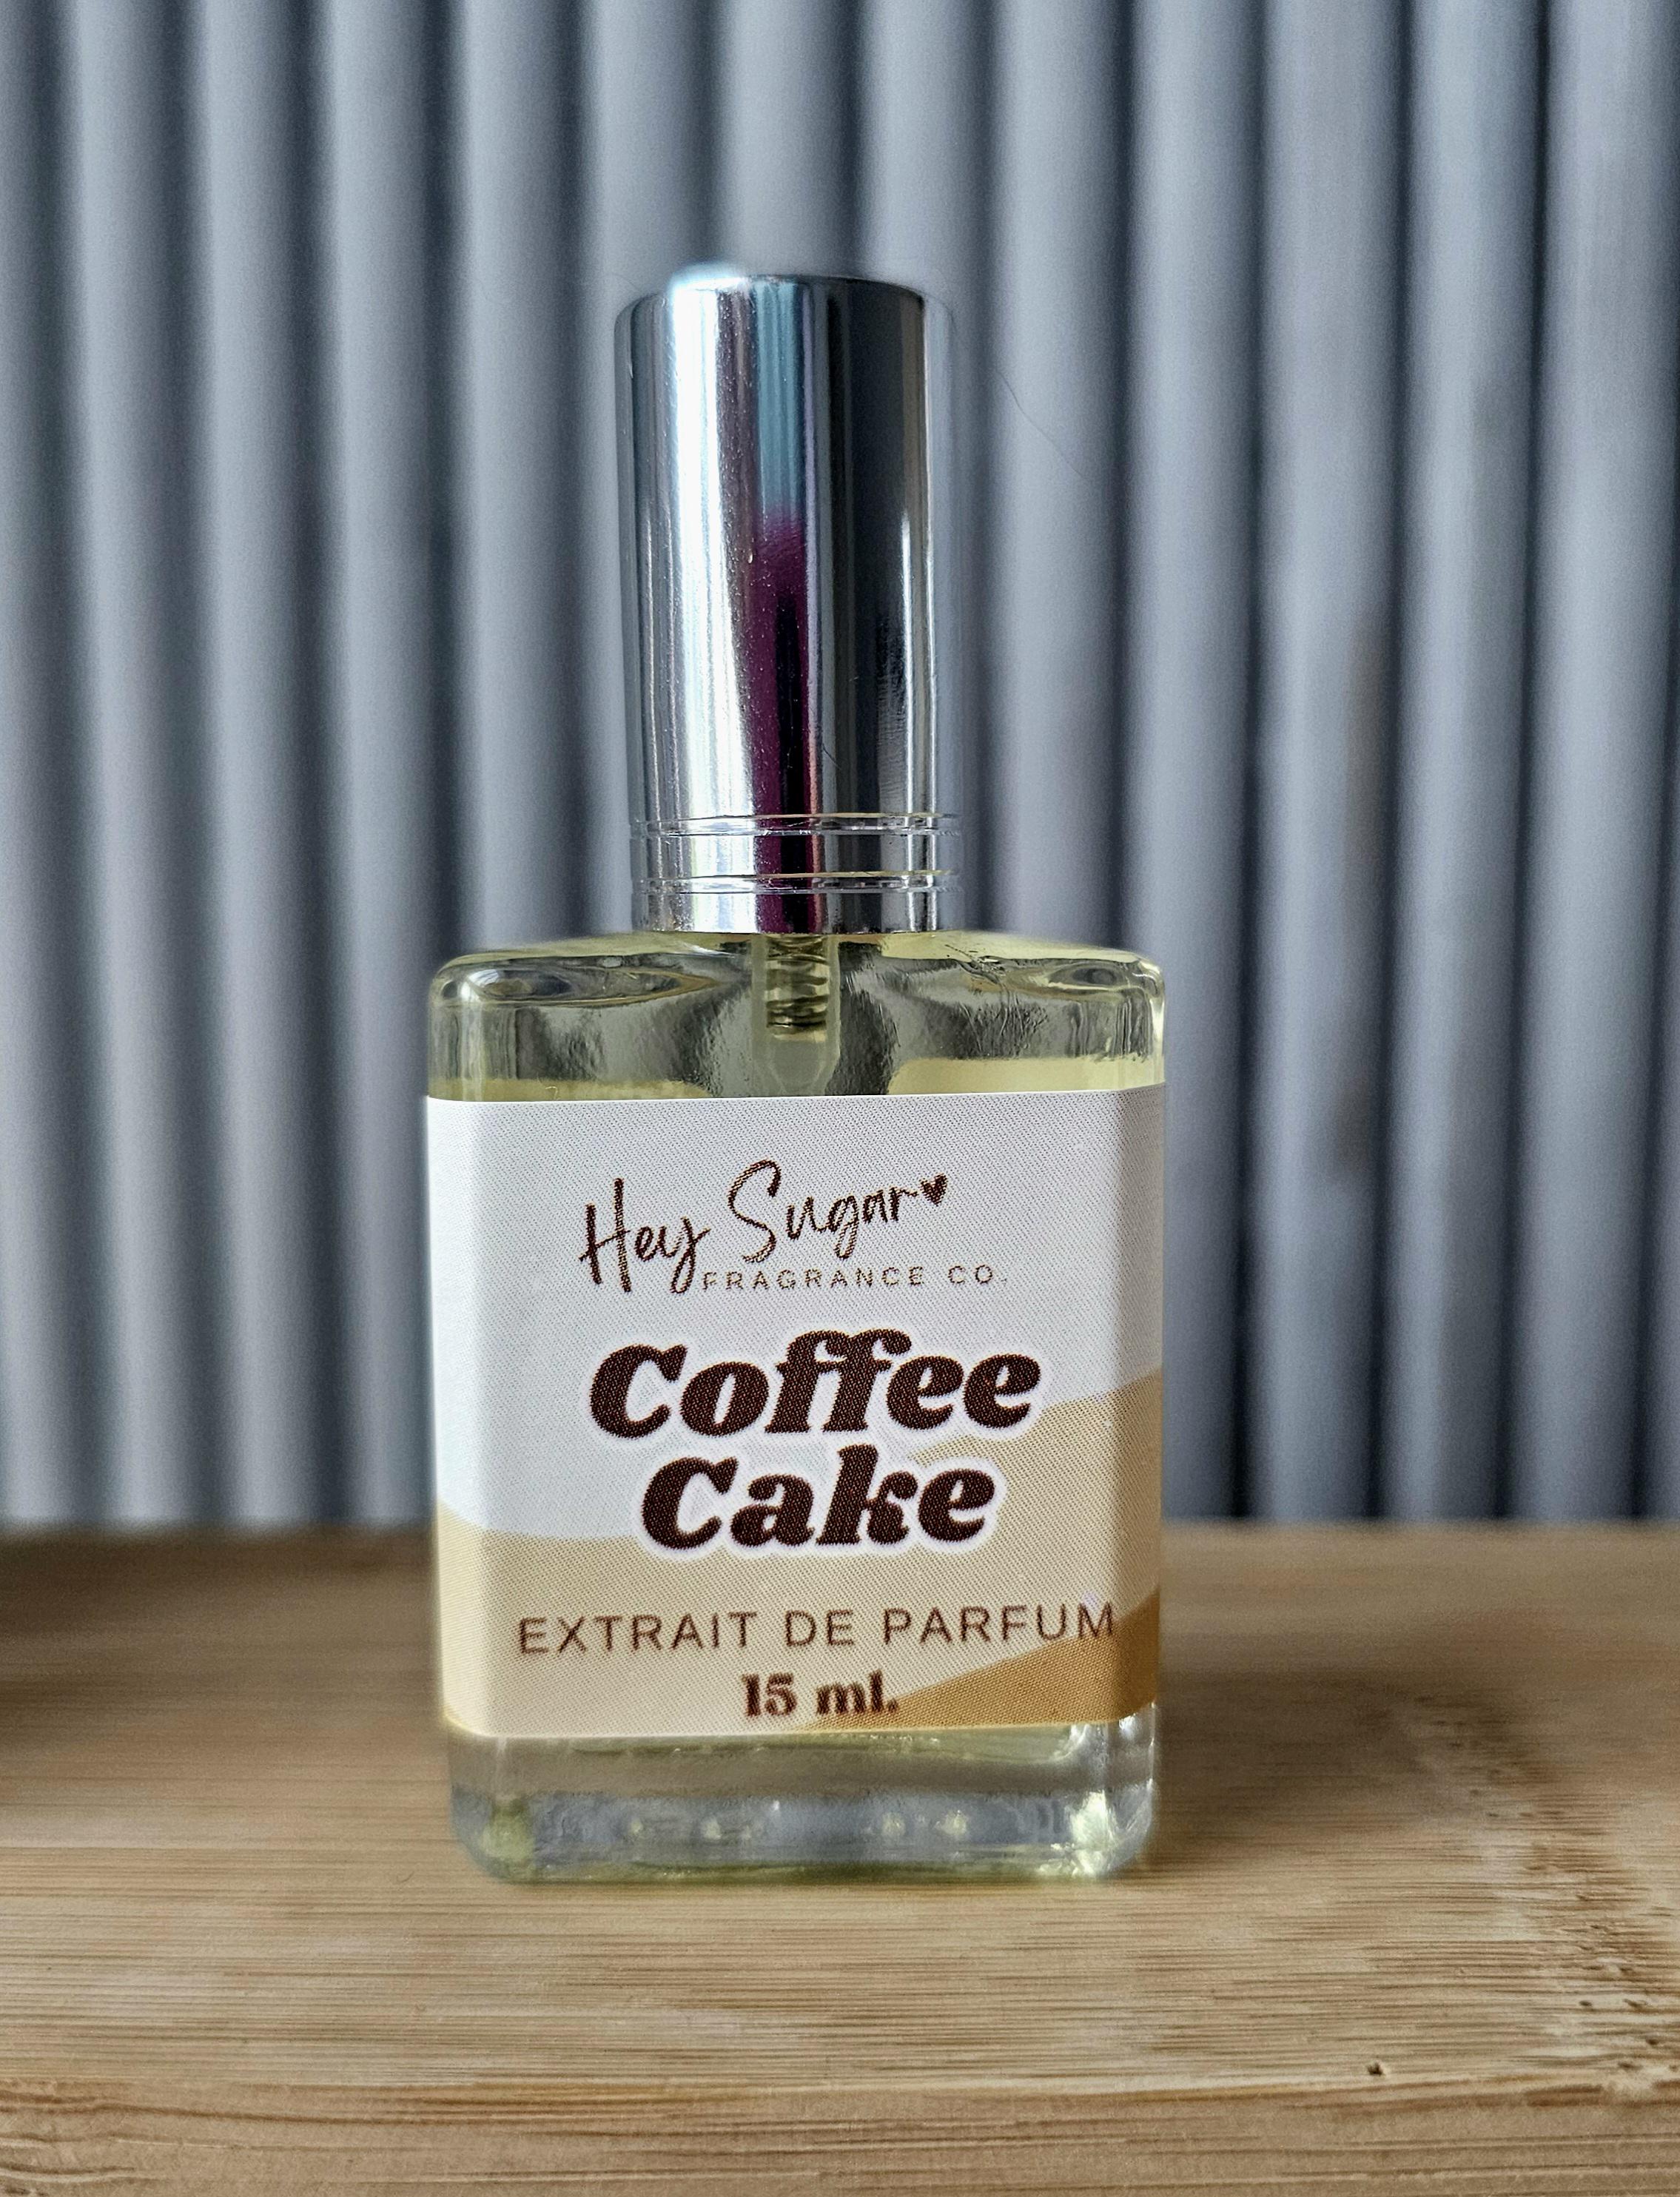 Hey Sugar♥
FRAGRANCE CO.
Coffee
Cake
EXTRAIT DE PARFUM
15 ml.